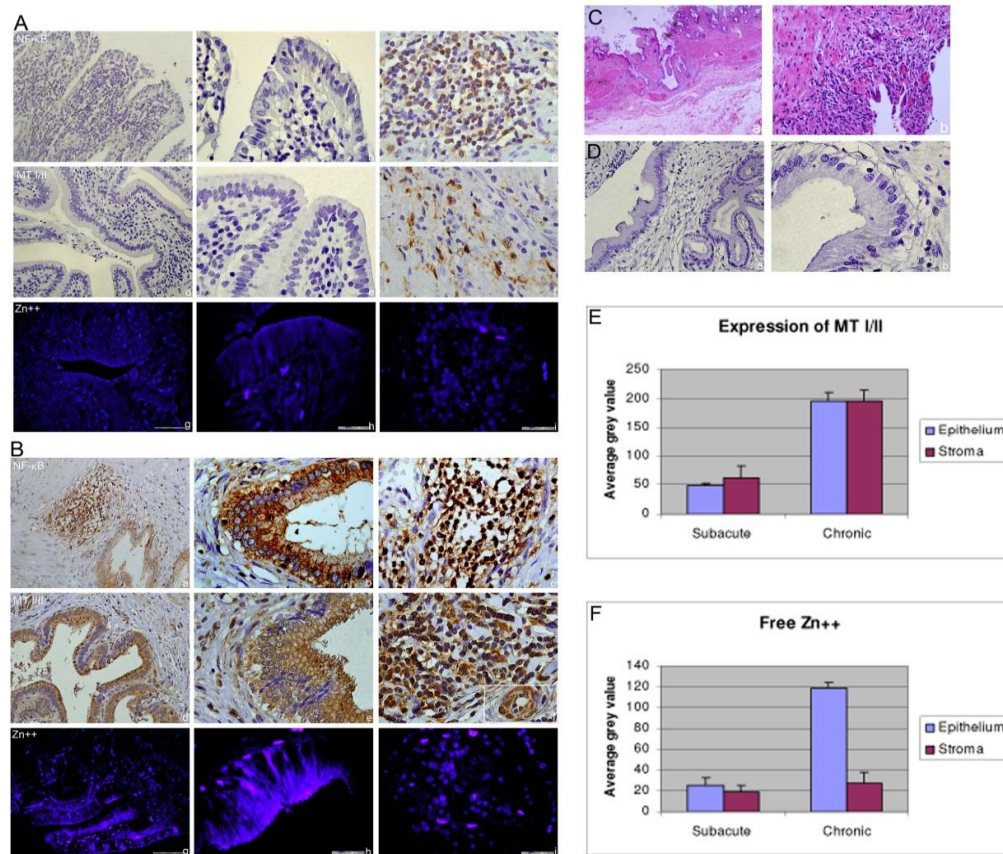 A
NF-κB
a
b
c
MT I/II
d
e
f
Zn++
g
h
i
B
NF-κB
a
b
c
MT I/II
d
e
Zn++
g
h
i
C
a
b
D
b
E
Expression of MT I/II
Average grey value
250
200
150
100
50
0
Subacute
Chronic
Epithelium
Stroma
F
Free Zn++
Average grey value
140
120
100
80
60
40
20
0
Subacute
Chronic
Epithelium
Stroma